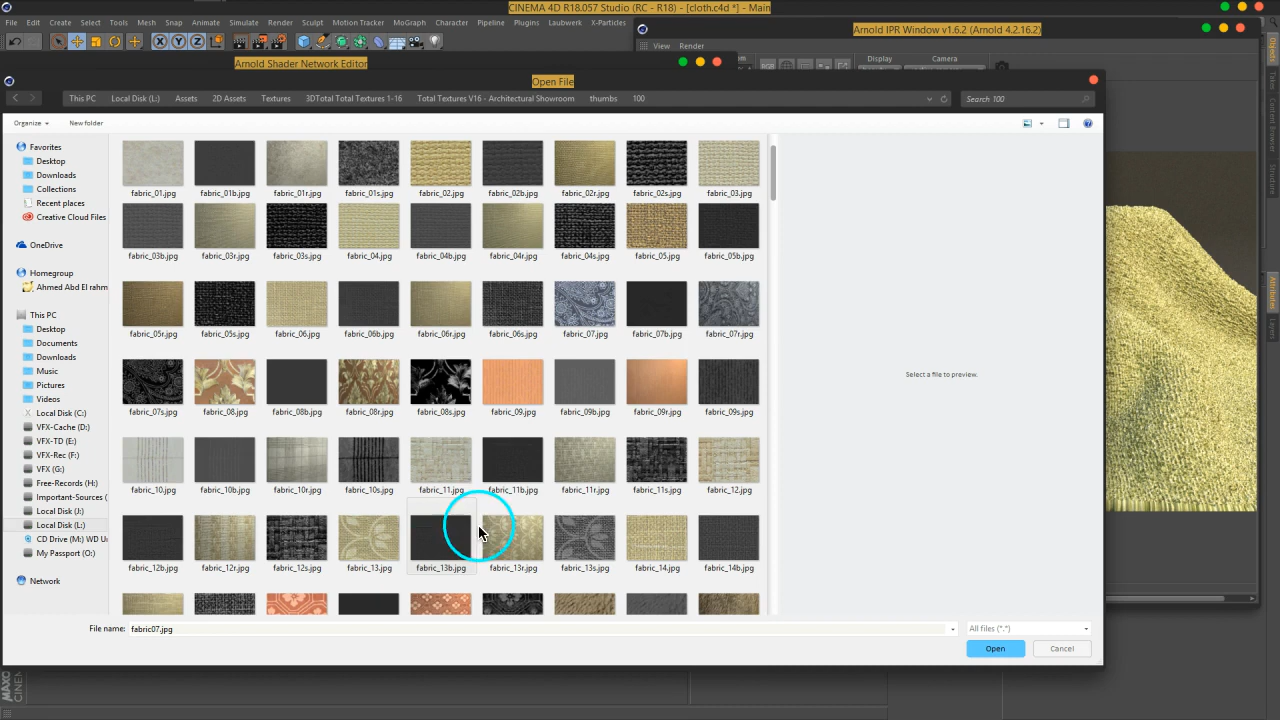 CINEMA 4D R18.057 Studio (RC - R18) - [cloth.c4d *] - Main
File Edit Create Select Tools Mesh Snap Animate Simulate Render Sculpt Motion Tracker MoGraph Character Pipeline Plugins Laubwerk X-Particles
Arnold IPR Window v1.6.2 (Arnold 4.2.16.2)
View Render
Display Camera
Arnold Shader Network Editor
Open File
This PC Local Disk (L:) Assets 2D Assets Textures 3DTotal Total Textures 1-16 Total Textures V16 - Architectural Showroom thumbs 100
Search 100
Organize New folder
Favorites
Desktop
Downloads
Collections
Recent places
Creative Cloud Files
OneDrive
Homegroup
Ahmed Abd El rahm
This PC
Desktop
Documents
Downloads
Music
Pictures
Videos
Local Disk (C:)
VFX-Cache (D:)
VFX-TD (E:)
VFX-Rec (F:)
VFX (G:)
Free-Records (H:)
Important-Sources (
Local Disk (J:)
Local Disk (L:)
CD Drive (M:) WD Un
My Passport (O:)
Network
fabric_01.jpg fabric_01b.jpg fabric_01r.jpg fabric_01s.jpg fabric_02.jpg fabric_02b.jpg fabric_02r.jpg fabric_02s.jpg fabric_03.jpg
fabric_03b.jpg fabric_03r.jpg fabric_03s.jpg fabric_04.jpg fabric_04b.jpg fabric_04r.jpg fabric_04s.jpg fabric_05.jpg fabric_05b.jpg
fabric_05r.jpg fabric_05s.jpg fabric_06.jpg fabric_06b.jpg fabric_06r.jpg fabric_06s.jpg fabric_07.jpg fabric_07b.jpg fabric_07r.jpg
fabric_07s.jpg fabric_08.jpg fabric_08b.jpg fabric_08r.jpg fabric_08s.jpg fabric_09.jpg fabric_09b.jpg fabric_09r.jpg fabric_09s.jpg
fabric_10.jpg fabric_10b.jpg fabric_10r.jpg fabric_10s.jpg fabric_11.jpg fabric_11b.jpg fabric_11r.jpg fabric_11s.jpg fabric_12.jpg
fabric_12b.jpg fabric_12r.jpg fabric_12s.jpg fabric_13.jpg fabric_13b.jpg fabric_13r.jpg fabric_13s.jpg fabric_14.jpg fabric_14b.jpg
Select a file to preview.
File name: fabric07.jpg
All files (*.*)
Open Cancel
Objects
Takes
Content Browser
Structure
Attributes
Layers
MAXON
CINEMA